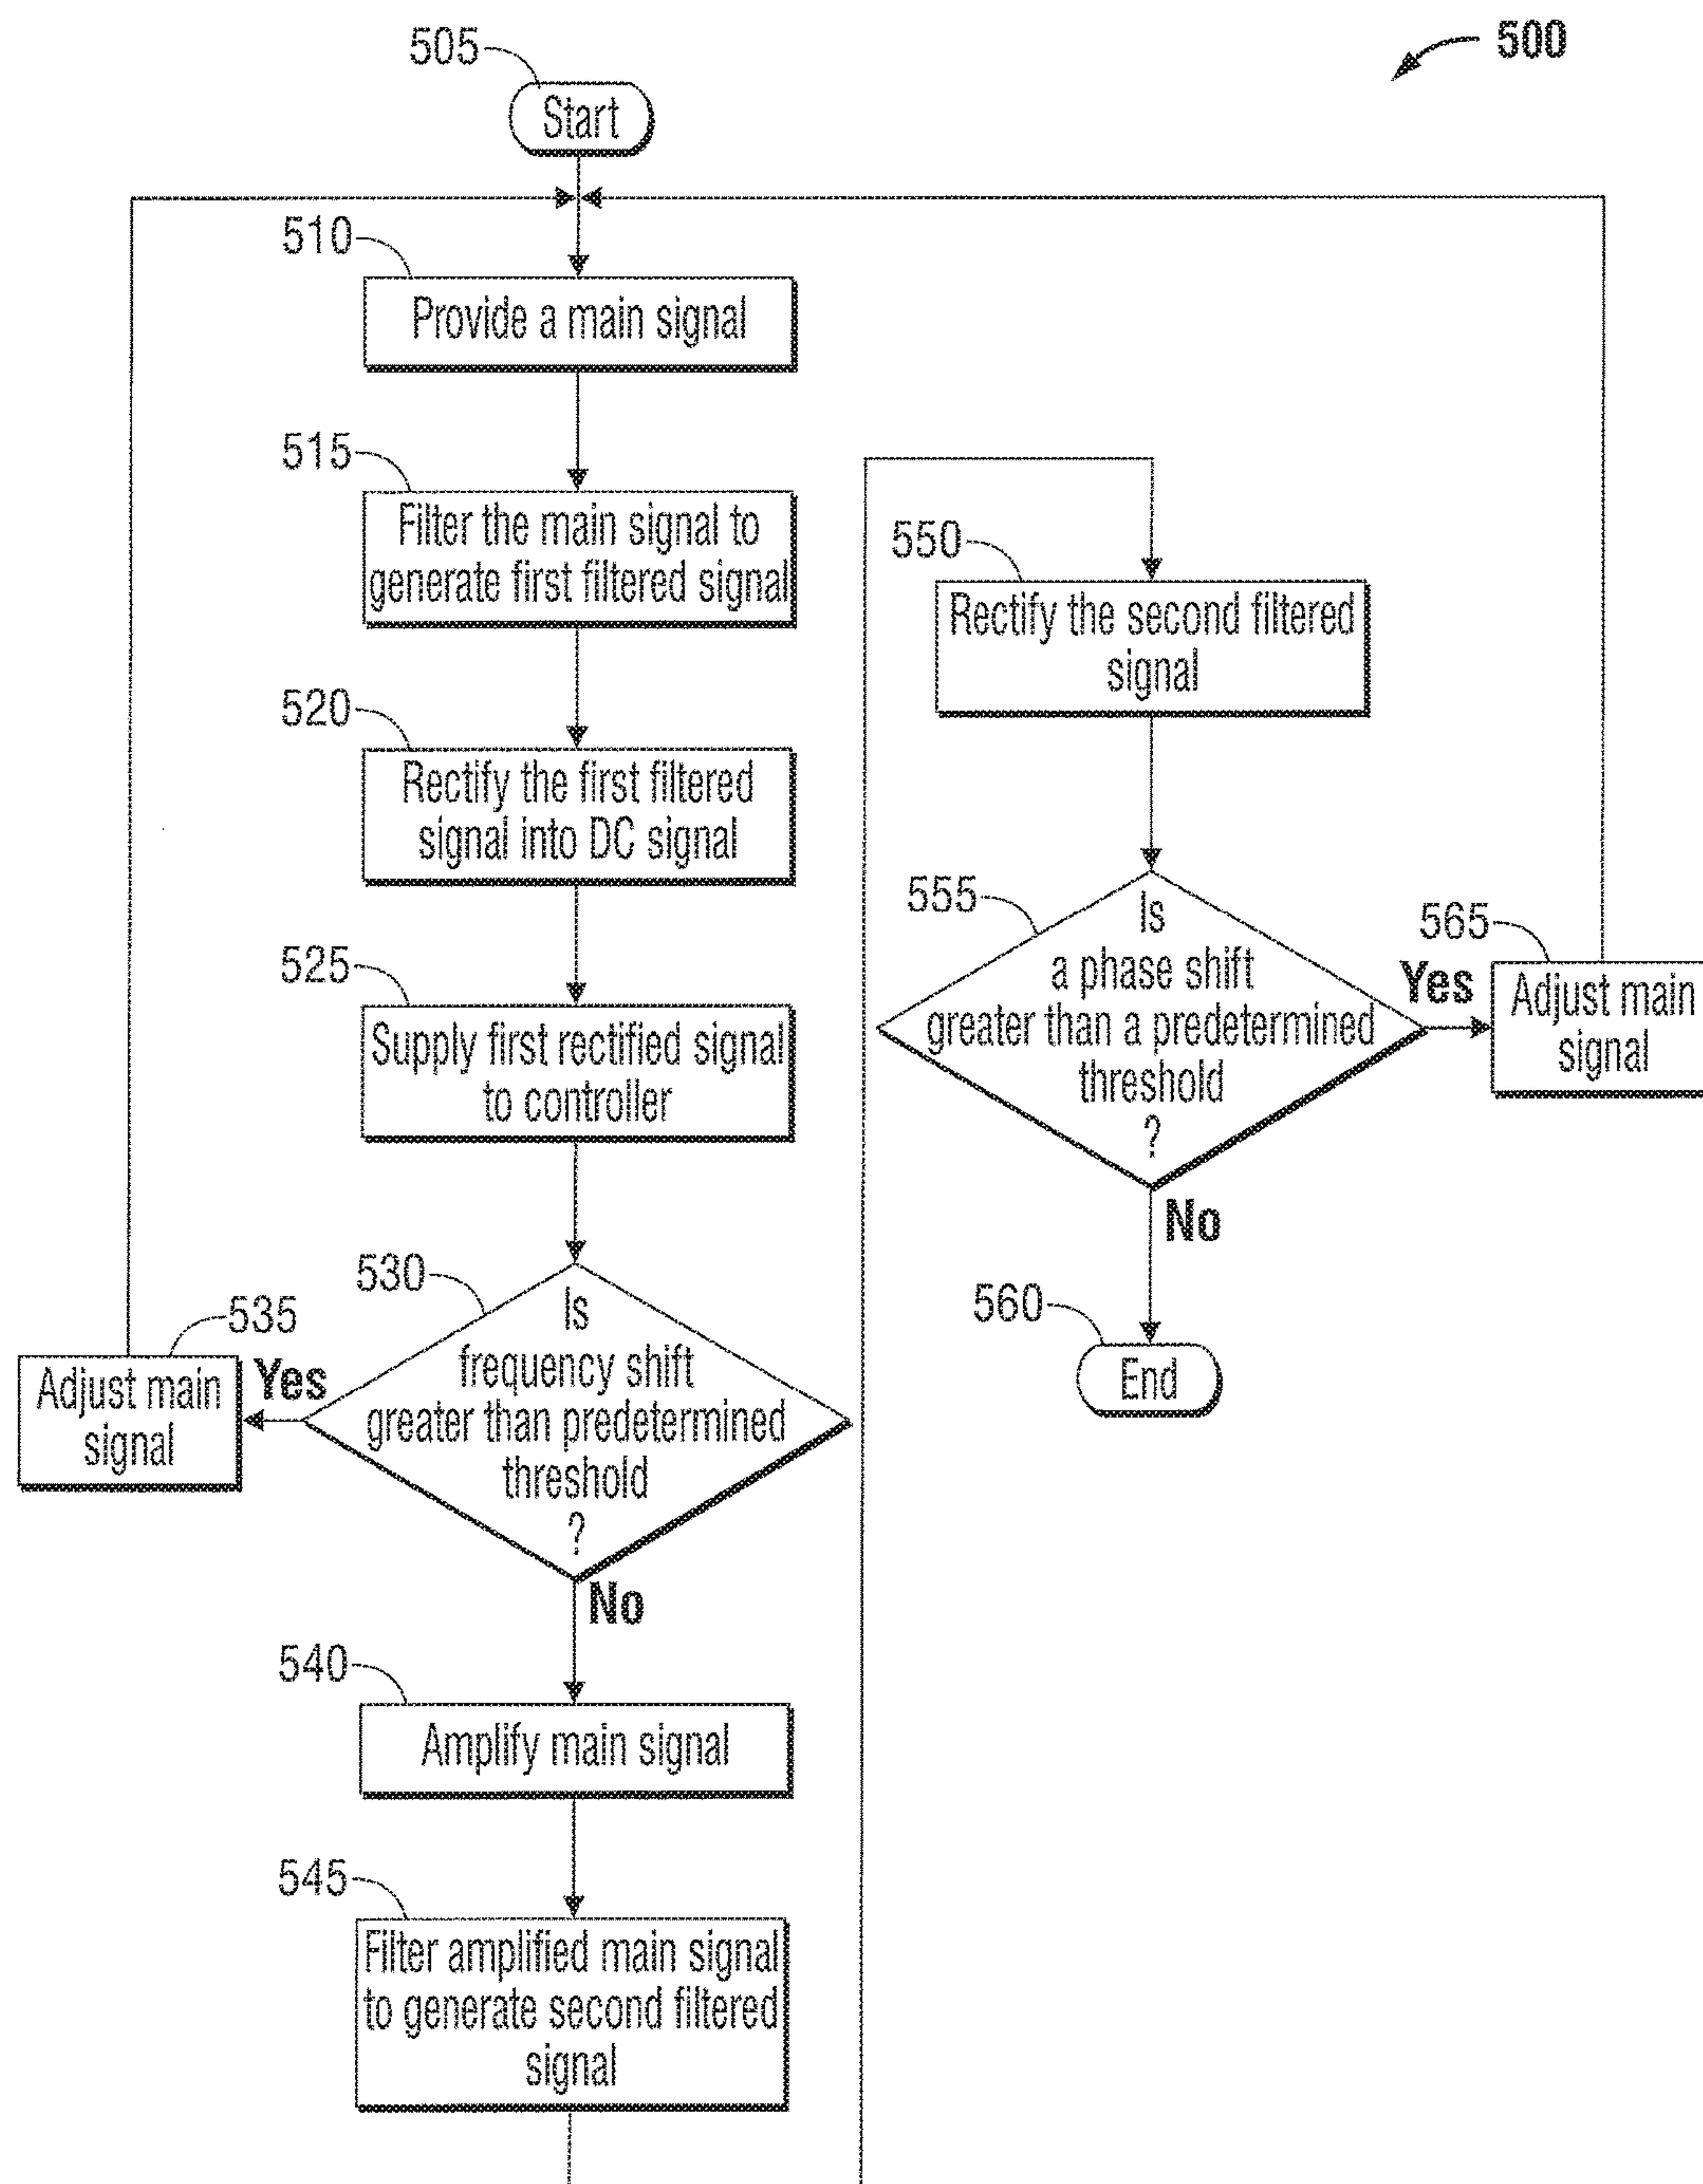 500
505
Start
510
Provide a main signal
515
Filter the main signal to
generate first filtered signal
520
Rectify the first filtered
signal into DC signal
525
Supply first rectified signal
to controller
530
Is
frequency shift
greater than predetermined
threshold
?
Yes
535
Adjust main
signal
No
540
Amplify main signal
545
Filter amplified main signal
to generate second filtered
signal
550
Rectify the second filtered
signal
555
Is
a phase shift
greater than a predetermined
threshold
?
Yes
565
Adjust main
signal
No
560
End